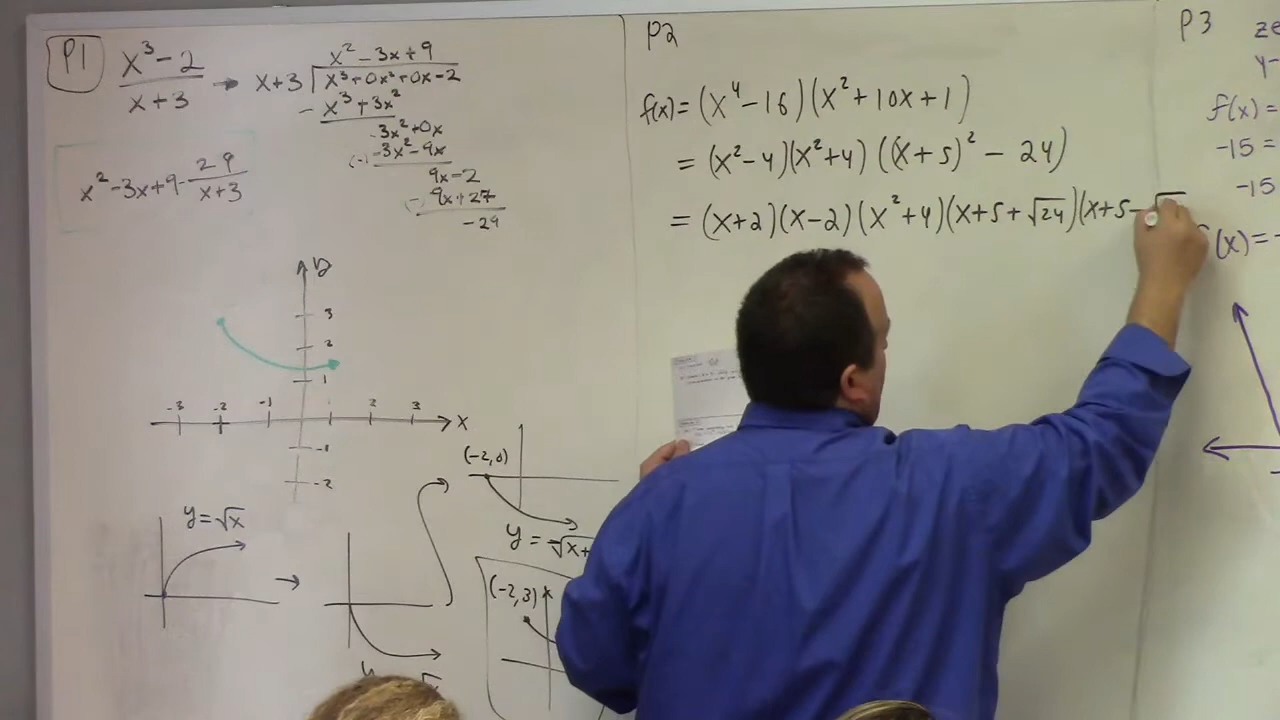 P1
x³ - 2 / x + 3 → x + 3 ) x³ + 0x² + 0x - 2
x² - 3x + 9
- x³ + 3x²
-3x² + 0x
(-) -3x² - 9x
9x - 2
- 9x + 27
-29
x² - 3x + 9 - 29 / x + 3
y
3
2
1
-3 -2 -1 2 3 x
-1
-2
y = √x
(-2, 0)
(-2, 3)
P2
f(x) = (x⁴ - 16)(x² + 10x + 1)
= (x² - 4)(x² + 4)((x + 5)² - 24)
= (x + 2)(x - 2)(x² + 4)(x + 5 + √24)(x + 5 - √
P3
f(x) =
-15 =
-15
(x) = -